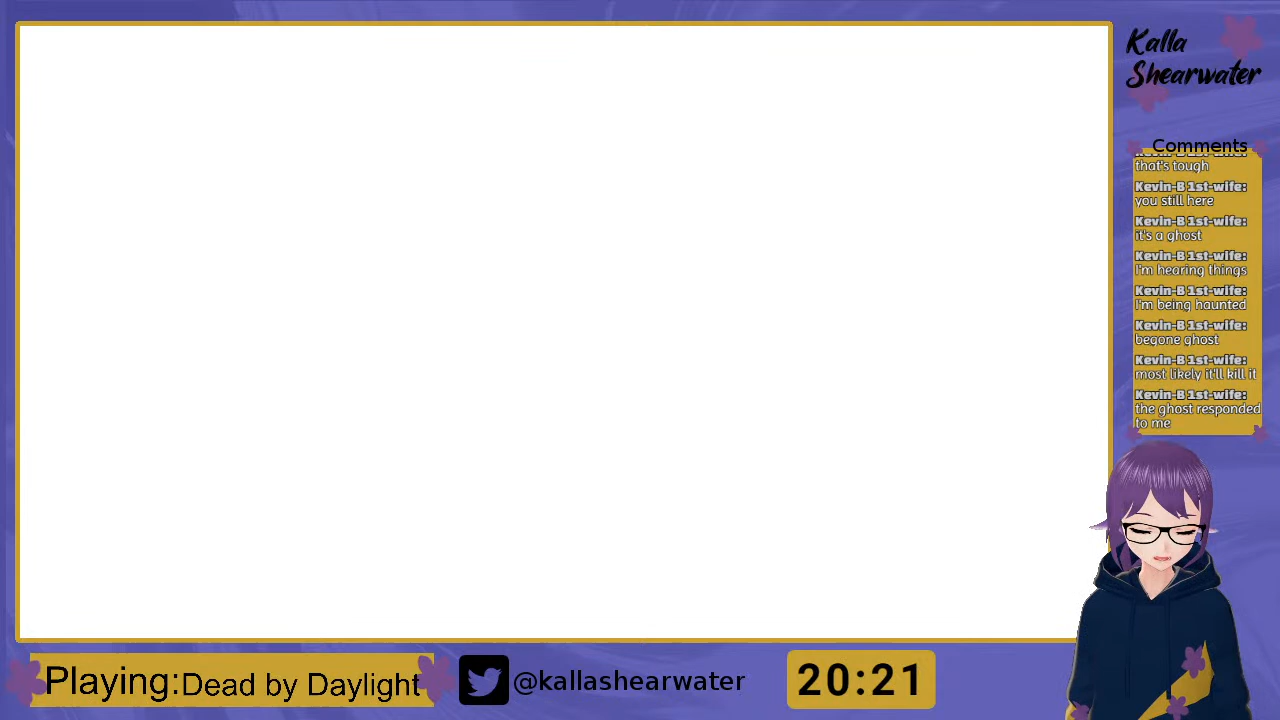 Kalla
Shearwater
Comments
that's tough
Kevin-B 1st-wife:
you still here
Kevin-B 1st-wife:
it's a ghost
Kevin-B 1st-wife:
I'm hearing things
Kevin-B 1st-wife:
I'm being haunted
Kevin-B 1st-wife:
begone ghost
Kevin-B 1st-wife:
most likely it'll kill it
Kevin-B 1st-wife:
the ghost responded
to me
Playing:Dead by Daylight
@kallashearwater
20:21